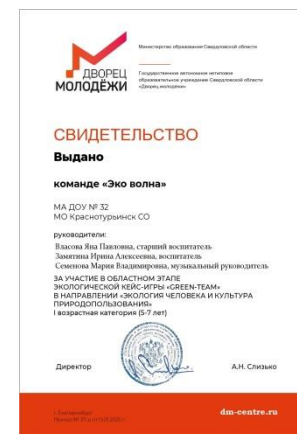 ДВОРЕЦ
МОЛОДЁЖИ
Министерство образования Свердловской области
Государственное автономное нетиповое
образовательное учреждение Свердловской области
«Дворец молодёжи»
СВИДЕТЕЛЬСТВО
Выдано
команде «Эко волна»
МА ДОУ № 32
МО Краснотурьинск СО
руководители:
Власова Яна Павловна, старший воспитатель
Замятина Ирина Алексеевна, воспитатель
Семенова Мария Владимировна, музыкальный руководитель
ЗА УЧАСТИЕ В ОБЛАСТНОМ ЭТАПЕ
ЭКОЛОГИЧЕСКОЙ КЕЙС-ИГРЫ «GREEN-TEAM»
В НАПРАВЛЕНИИ «ЭКОЛОГИЯ ЧЕЛОВЕКА И КУЛЬТУРА
ПРИРОДОПОЛЬЗОВАНИЯ»
I возрастная категория (5-7 лет)
Директор
А.Н. Слизько
г. Екатеринбург
dm-centre.ru